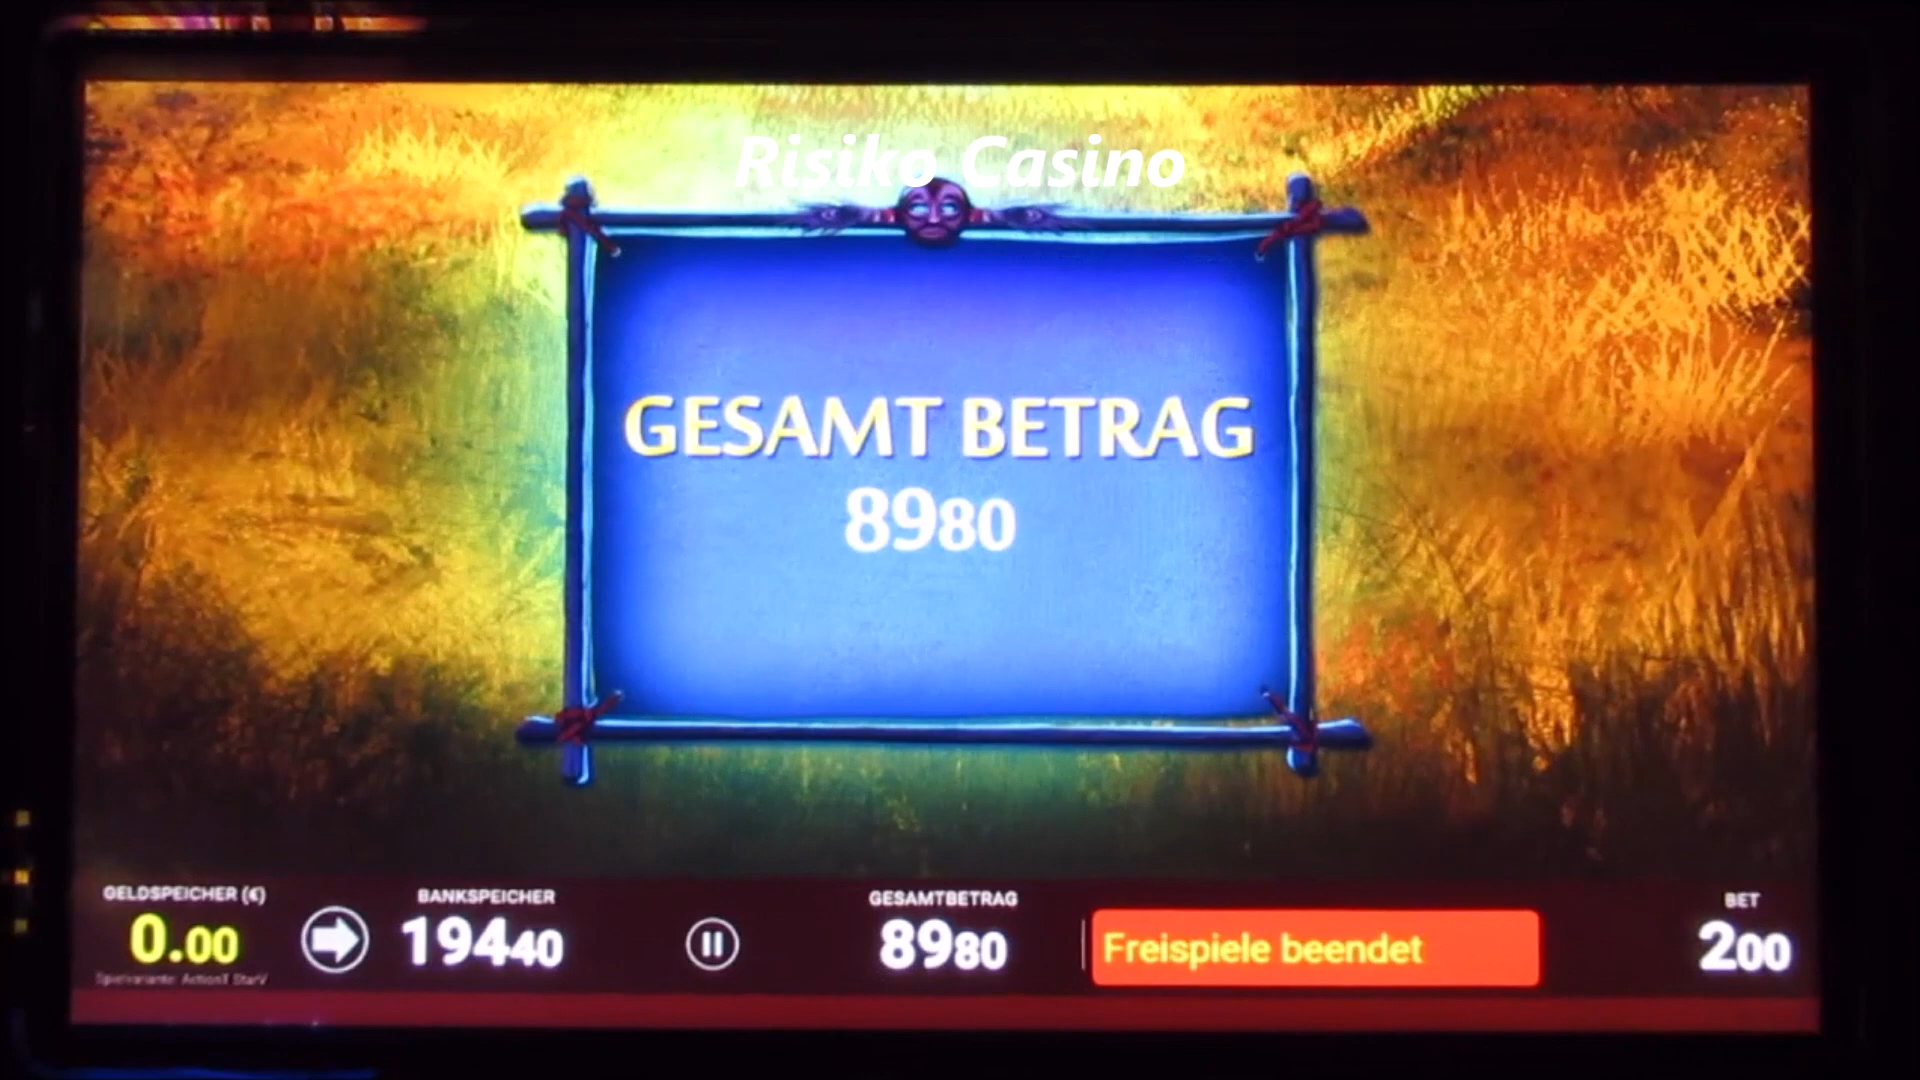 Risiko Casino
GESAMT BETRAG
8980
GELDSPEICHER (€)
0.00
BANKSPEICHER
19440
GESAMTBETRAG
8980
Freispiele beendet
BET
200